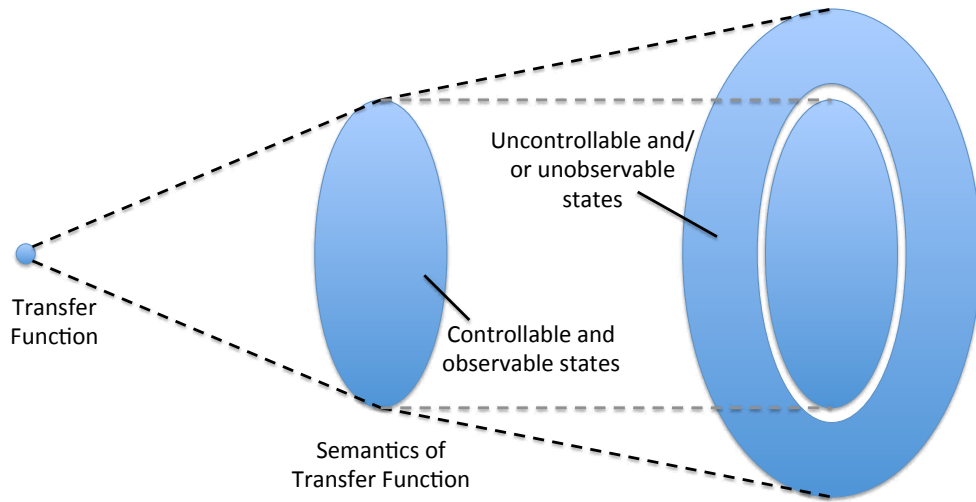 Uncontrollable and/
or unobservable
states
Transfer
Function
Controllable and
observable states
Semantics of
Transfer Function